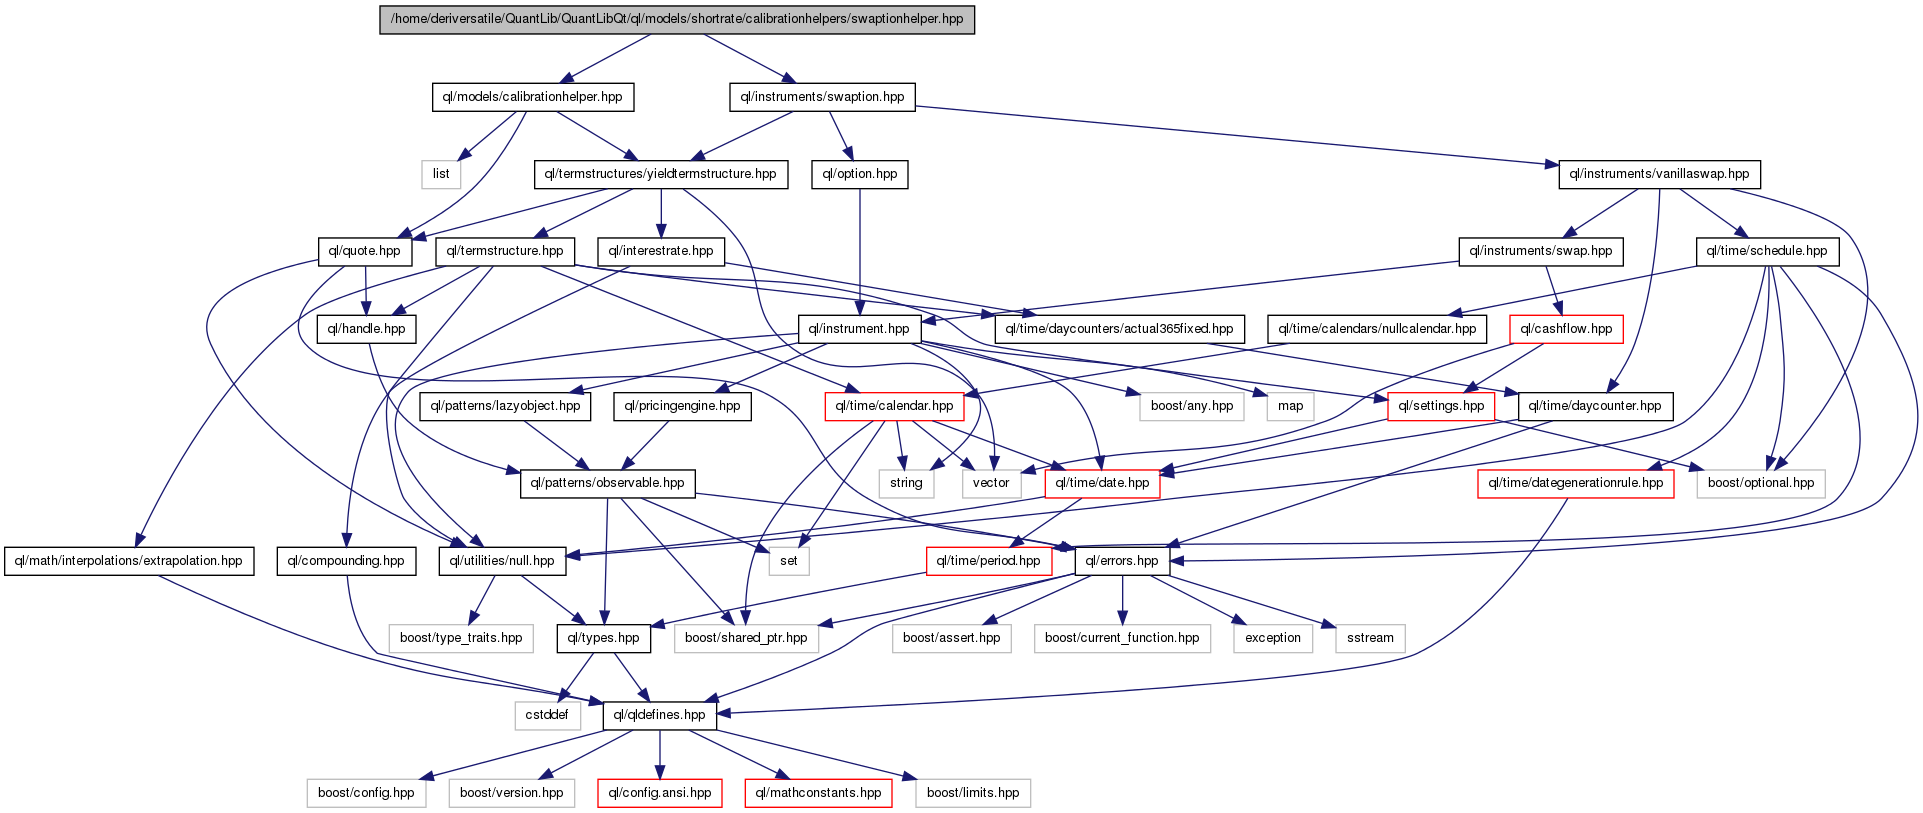 /home/deriversatile/QuantLib/QuantLibQt/ql/models/shortrate/calibrationhelpers/swaptionhelper.hpp
ql/models/calibrationhelper.hpp
ql/instruments/swaption.hpp
list
ql/termstructures/yieldtermstructure.hpp
ql/option.hpp
ql/instruments/vanillaswap.hpp
ql/quote.hpp
ql/termstructure.hpp
ql/interestrate.hpp
ql/instruments/swap.hpp
ql/time/schedule.hpp
ql/handle.hpp
ql/instrument.hpp
ql/time/daycounters/actual365fixed.hpp
ql/time/calendars/nullcalendar.hpp
ql/cashflow.hpp
ql/patterns/lazyobject.hpp
ql/pricingengine.hpp
ql/time/calendar.hpp
boost/any.hpp
map
ql/settings.hpp
ql/time/daycounter.hpp
ql/patterns/observable.hpp
string
vector
ql/time/date.hpp
ql/time/dategenerationrule.hpp
boost/optional.hpp
ql/math/interpolations/extrapolation.hpp
ql/compounding.hpp
ql/utilities/null.hpp
set
ql/time/period.hpp
ql/errors.hpp
boost/type_traits.hpp
ql/types.hpp
boost/shared_ptr.hpp
boost/assert.hpp
boost/current_function.hpp
exception
sstream
cstddef
ql/qldefines.hpp
boost/config.hpp
boost/version.hpp
ql/config.ansi.hpp
ql/mathconstants.hpp
boost/limits.hpp